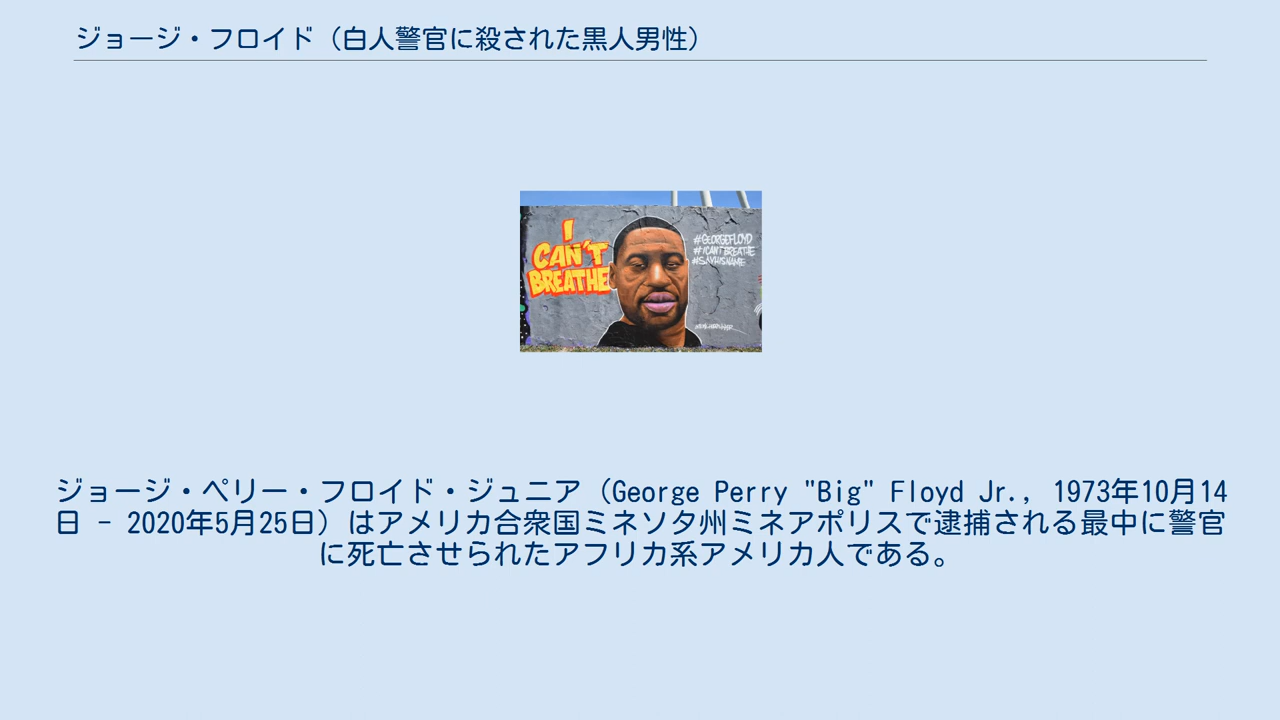 ジョージ・フロイド（白人警官に殺された黒人男性）
I
CAN'T
BREATHE
#GEORGEFLOYD
#ICANTBREATHE
#SAYHISNAME
ジョージ・ペリー・フロイド・ジュニア（George Perry "Big" Floyd Jr., 1973年10月14
日 - 2020年5月25日）はアメリカ合衆国ミネソタ州ミネアポリスで逮捕される最中に警官
に死亡させられたアフリカ系アメリカ人である。